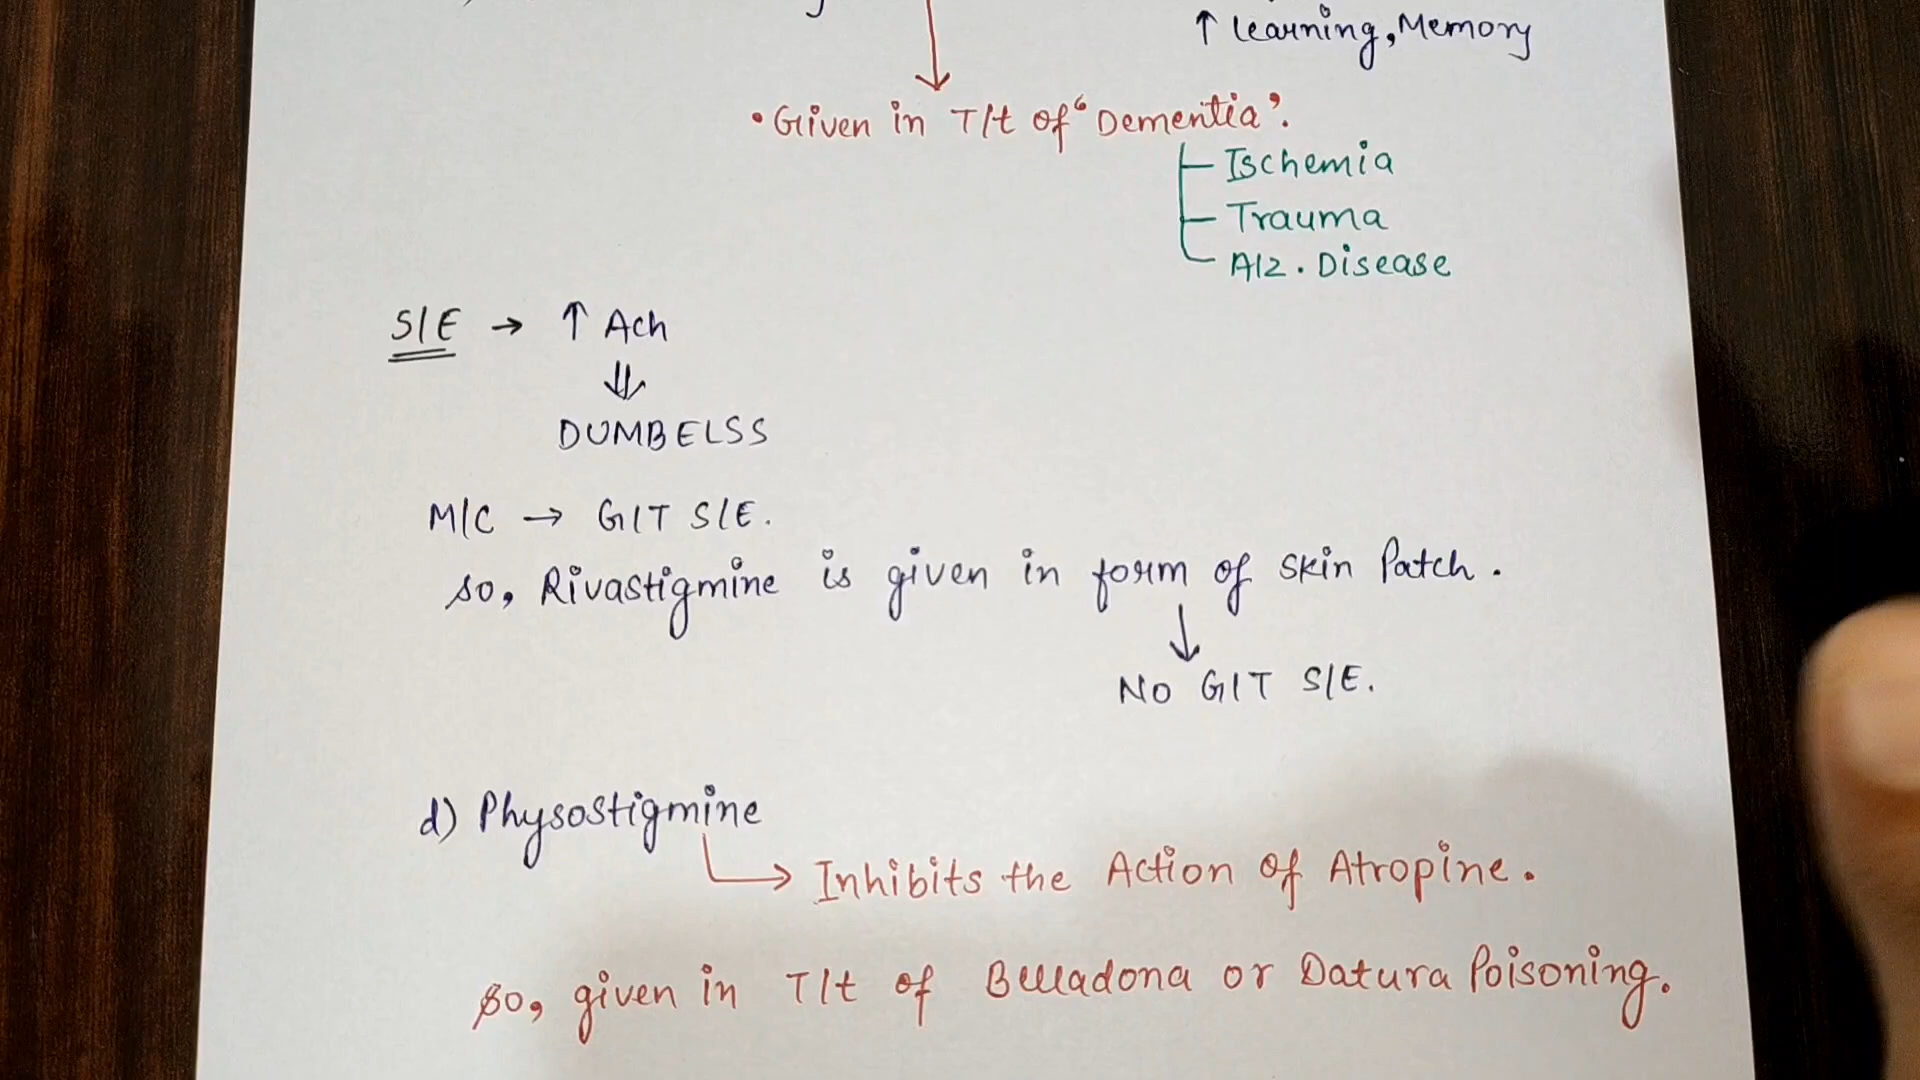 ↑ Learning, Memory
• Given in T/t of "Dementia".
Ischemia
Trauma
Alz. Disease
S/E → ↑ Ach
DUMBELSS
M/C → GIT S/E.
so, Rivastigmine is given in form of skin Patch.
NO GIT S/E.
d) Physostigmine
Inhibits the Action of Atropine.
so, given in T/t of Belladona or Datura Poisoning.